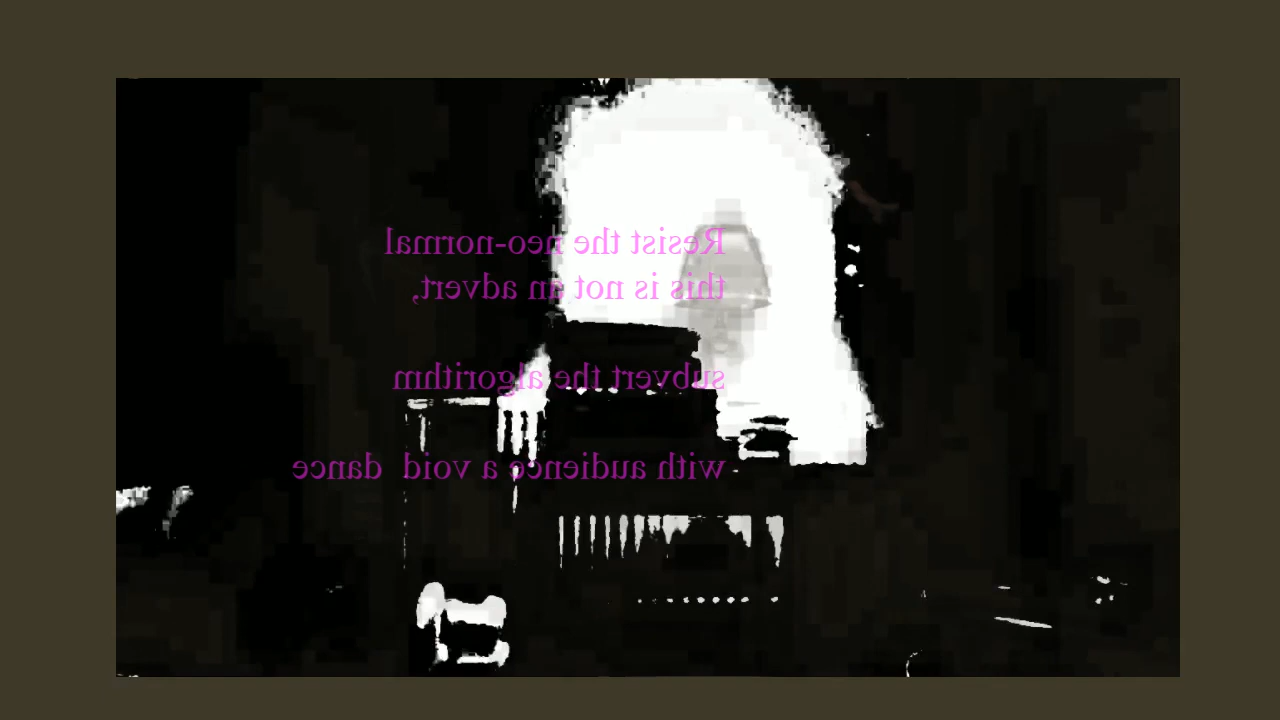 Resist the neo-normal
this is not an advert,
subvert the algorithm
with audience a void  dance